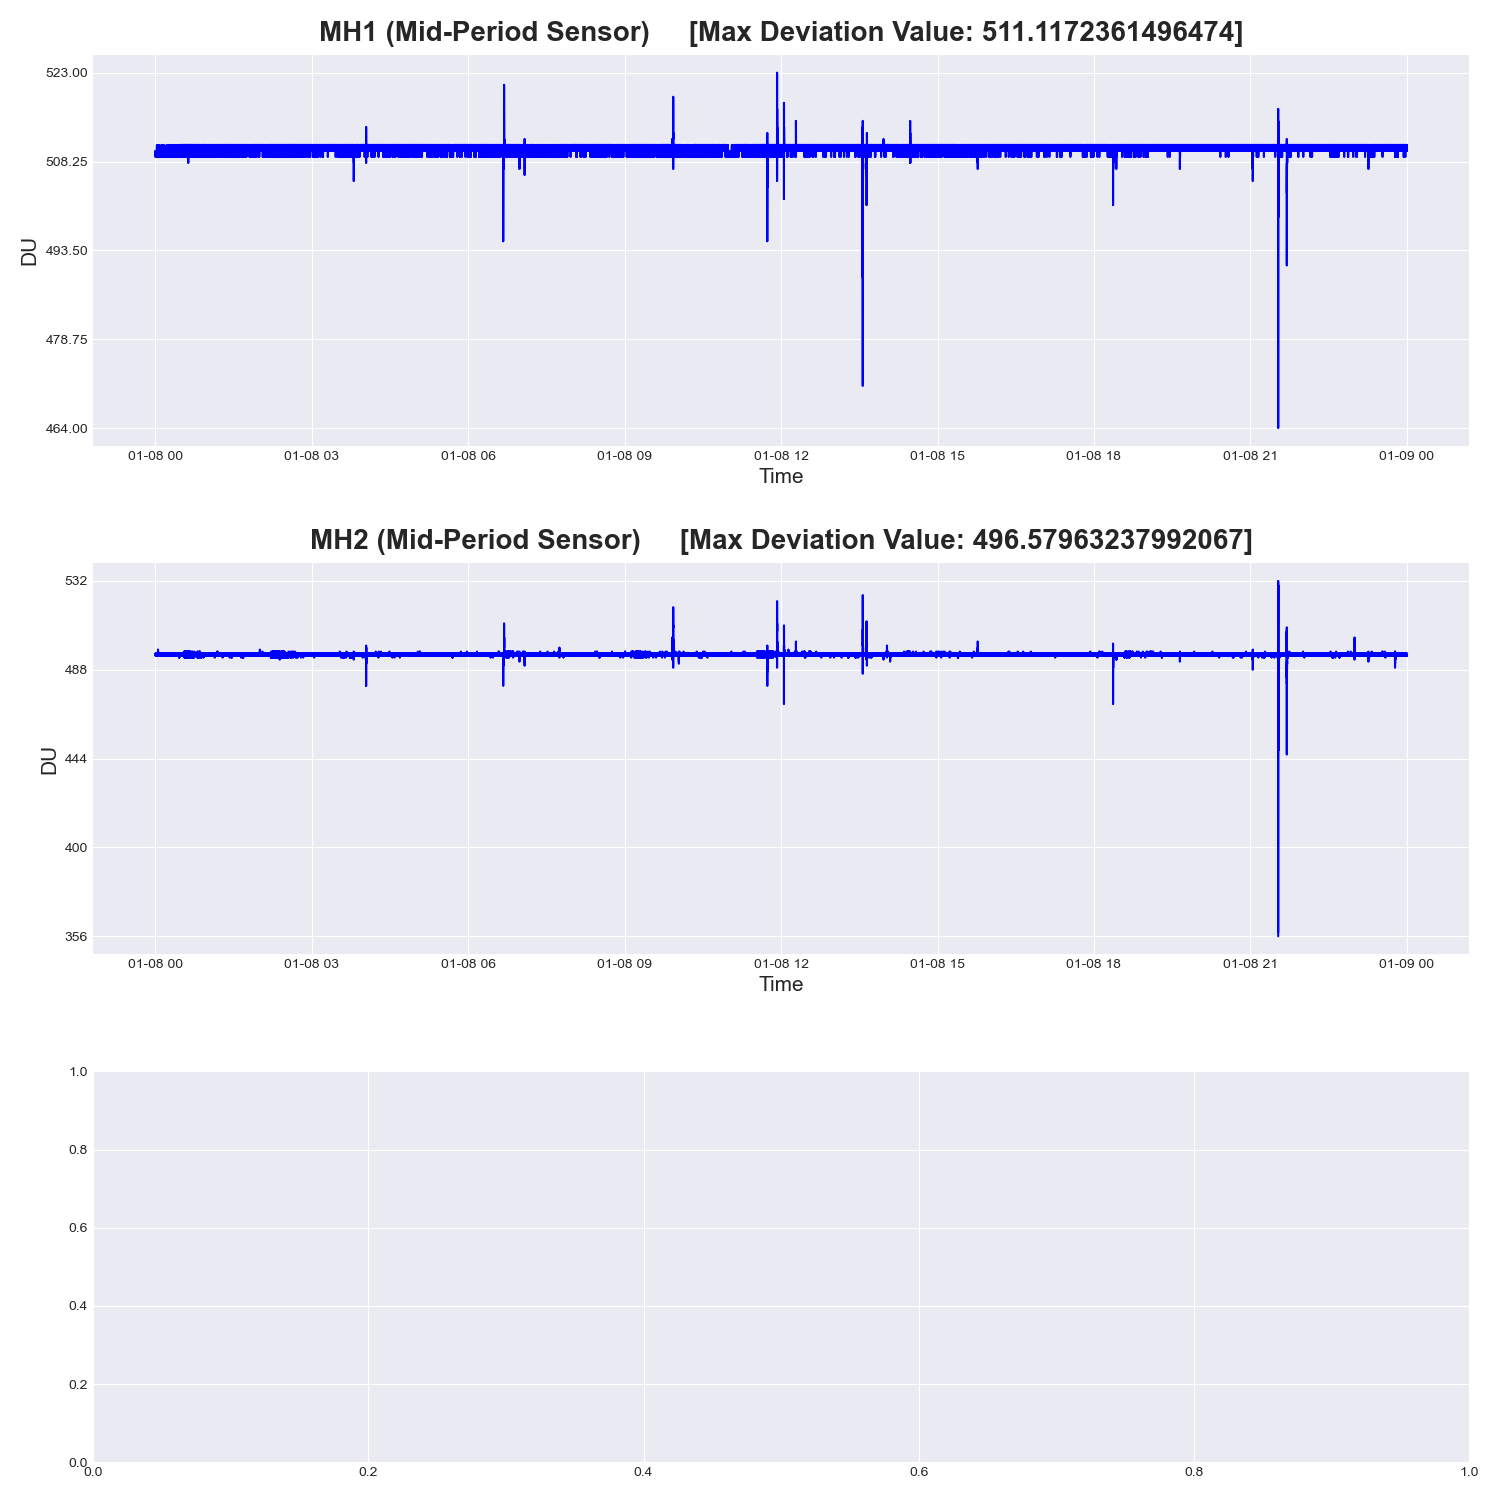 MH1 (Mid-Period Sensor) [Max Deviation Value: 511.1172361496474]
523.00
508.25
493.50
478.75
464.00
DU
01-08 00 01-08 03 01-08 06 01-08 09 01-08 12 01-08 15 01-08 18 01-08 21 01-09 00
Time
MH2 (Mid-Period Sensor) [Max Deviation Value: 496.57963237992067]
532
488
444
400
356
DU
01-08 00 01-08 03 01-08 06 01-08 09 01-08 12 01-08 15 01-08 18 01-08 21 01-09 00
Time
1.0
0.8
0.6
0.4
0.2
0.0
0.0 0.2 0.4 0.6 0.8 1.0